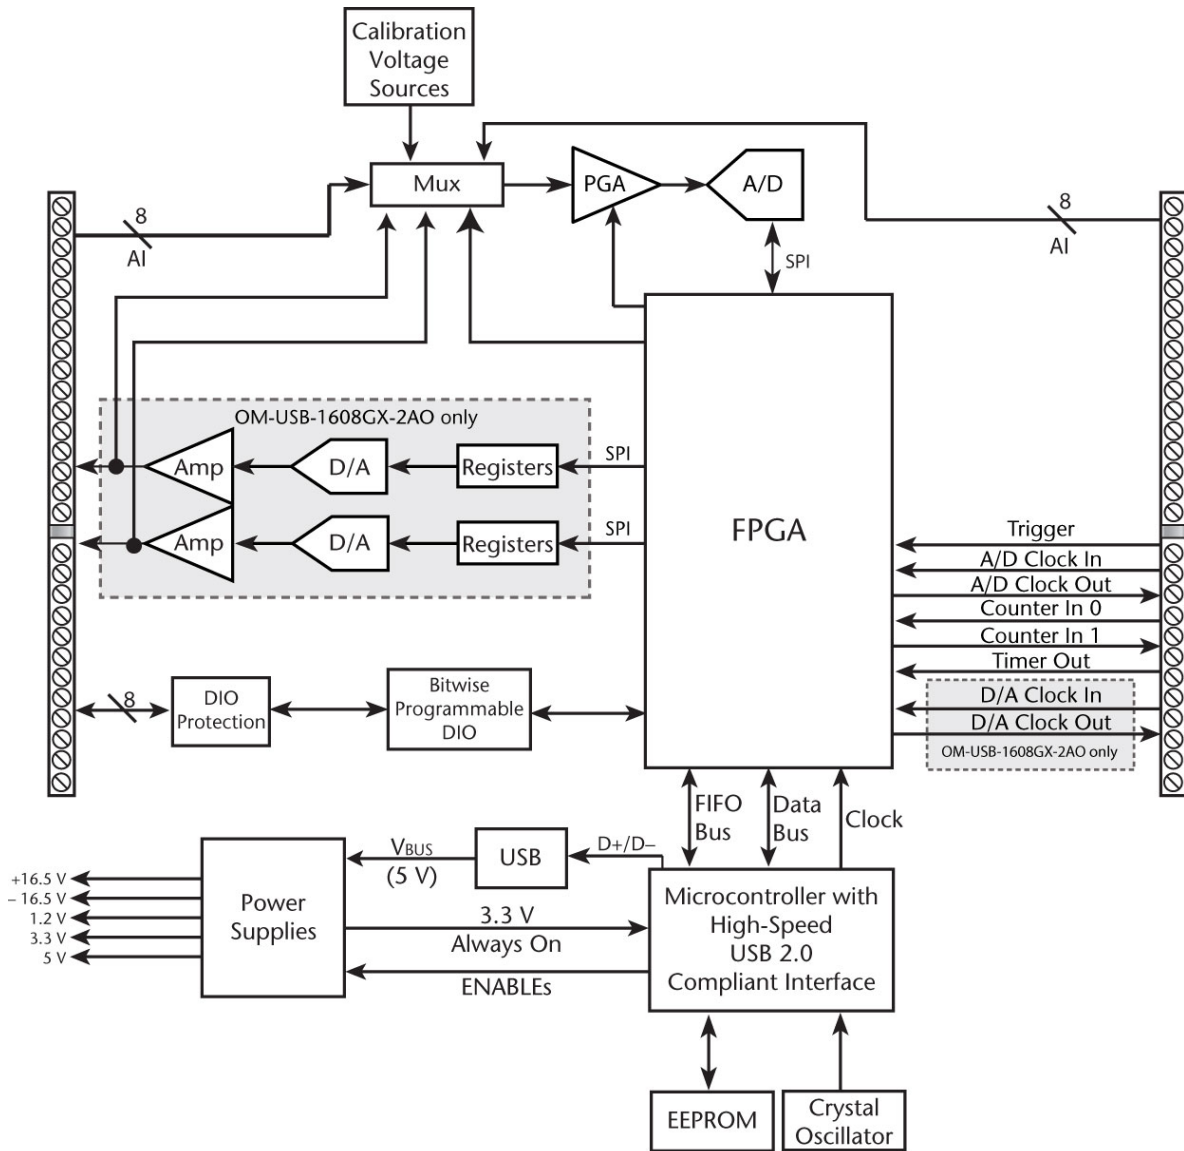 Calibration
Voltage
Sources
Mux
PGA
A/D
8
AI
8
AI
SPI
OM-USB-1608GX-2AO only
Amp
D/A
Registers
SPI
Amp
D/A
Registers
SPI
FPGA
Trigger
A/D Clock In
A/D Clock Out
Counter In 0
Counter In 1
Timer Out
D/A Clock In
D/A Clock Out
OM-USB-1608GX-2AO only
8
DIO
Protection
Bitwise
Programmable
DIO
FIFO
Bus
Data
Bus
Clock
VBUS
(5 V)
USB
D+/D−
+16.5 V
− 16.5 V
1.2 V
3.3 V
5 V
Power
Supplies
3.3 V
Always On
ENABLEs
Microcontroller with
High-Speed
USB 2.0
Compliant Interface
EEPROM
Crystal
Oscillator